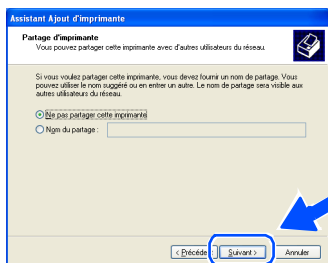 Assistant Ajout d'imprimante
Partage d'imprimante
Vous pouvez partager cette imprimante avec d'autres utilisateurs du réseau.
Si vous voulez partager cette imprimante, vous devez fournir un nom de partage. Vous
pouvez utiliser le nom suggéré ou en entrer un autre. Le nom de partage sera visible aux
autres utilisateurs du réseau.
Ne pas partager cette imprimante
Nom du partage :
< Précéde
Suivant >
Annuler